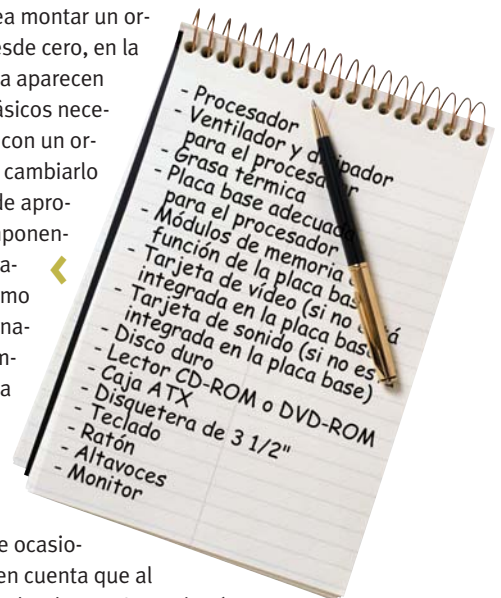 ea montar un or-
esde cero, en la
a aparecen
ásicos nece-
con un or-
cambiarlo
de apro-
mponen-
a-
mo
na-
m-
a
- Procesador
- Ventilador y disipador
para el procesador
- Grasa térmica
- Placa base adecuada
para el procesador
- Módulos de memoria
función de la placa base
- Tarjeta de vídeo (si no está
integrada en la placa base)
- Tarjeta de sonido (si no es
integrada en la placa base)
- Disco duro
- Lector CD-ROM o DVD-ROM
- Caja ATX
- Disquetera de 3 1/2"
- Teclado
- Ratón
- Altavoces
- Monitor
e ocasio-
en cuenta que al